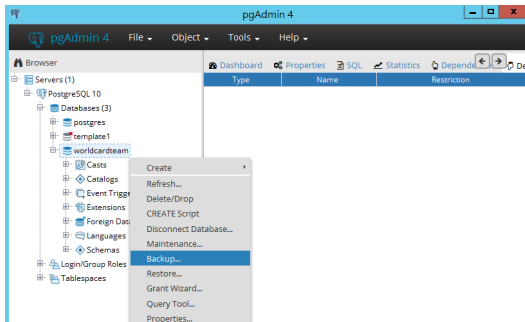 pgAdmin 4
pgAdmin 4 File Object Tools Help
Browser
Dashboard Properties SQL Statistics Depende De
Type Name Restriction
Servers (1)
PostgreSQL 10
Databases (3)
postgres
template1
worldcardteam
Casts
Catalogs
Event Trigge
Extensions
Foreign Data
Languages
Schemas
Login/Group Roles
Tablespaces
Create
Refresh...
Delete/Drop
CREATE Script
Disconnect Database...
Maintenance...
Backup...
Restore...
Grant Wizard...
Query Tool...
Properties...